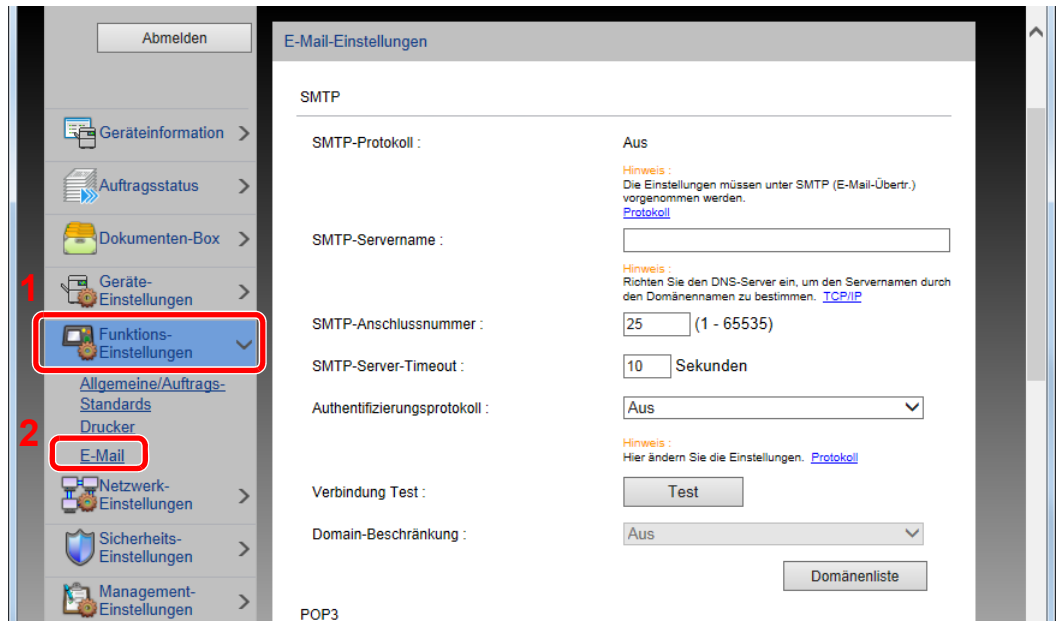 Abmelden
Geräteinformation
Auftragsstatus
Dokumenten-Box
1
Geräte-
Einstellungen
Funktions-
Einstellungen
Allgemeine/Auftrags-
Standards
Drucker
2
E-Mail
Netzwerk-
Einstellungen
Sicherheits-
Einstellungen
Management-
Einstellungen
E-Mail-Einstellungen
SMTP
SMTP-Protokoll : Aus
Hinweis :
Die Einstellungen müssen unter SMTP (E-Mail-Übertr.)
vorgenommen werden.
Protokoll
SMTP-Servername :
Hinweis :
Richten Sie den DNS-Server ein, um den Servernamen durch
den Domänennamen zu bestimmen. TCP/IP
SMTP-Anschlussnummer : 25 (1 - 65535)
SMTP-Server-Timeout : 10 Sekunden
Authentifizierungsprotokoll : Aus
Hinweis :
Hier ändern Sie die Einstellungen. Protokoll
Verbindung Test : Test
Domain-Beschränkung : Aus
Domänenliste
POP3